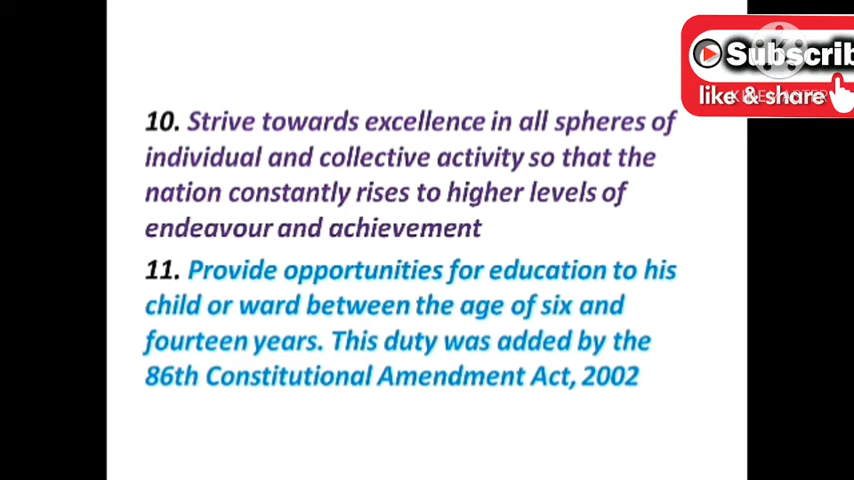 Subscrib
like & share
10. Strive towards excellence in all spheres of
individual and collective activity so that the
nation constantly rises to higher levels of
endeavour and achievement
11. Provide opportunities for education to his
child or ward between the age of six and
fourteen years. This duty was added by the
86th Constitutional Amendment Act, 2002